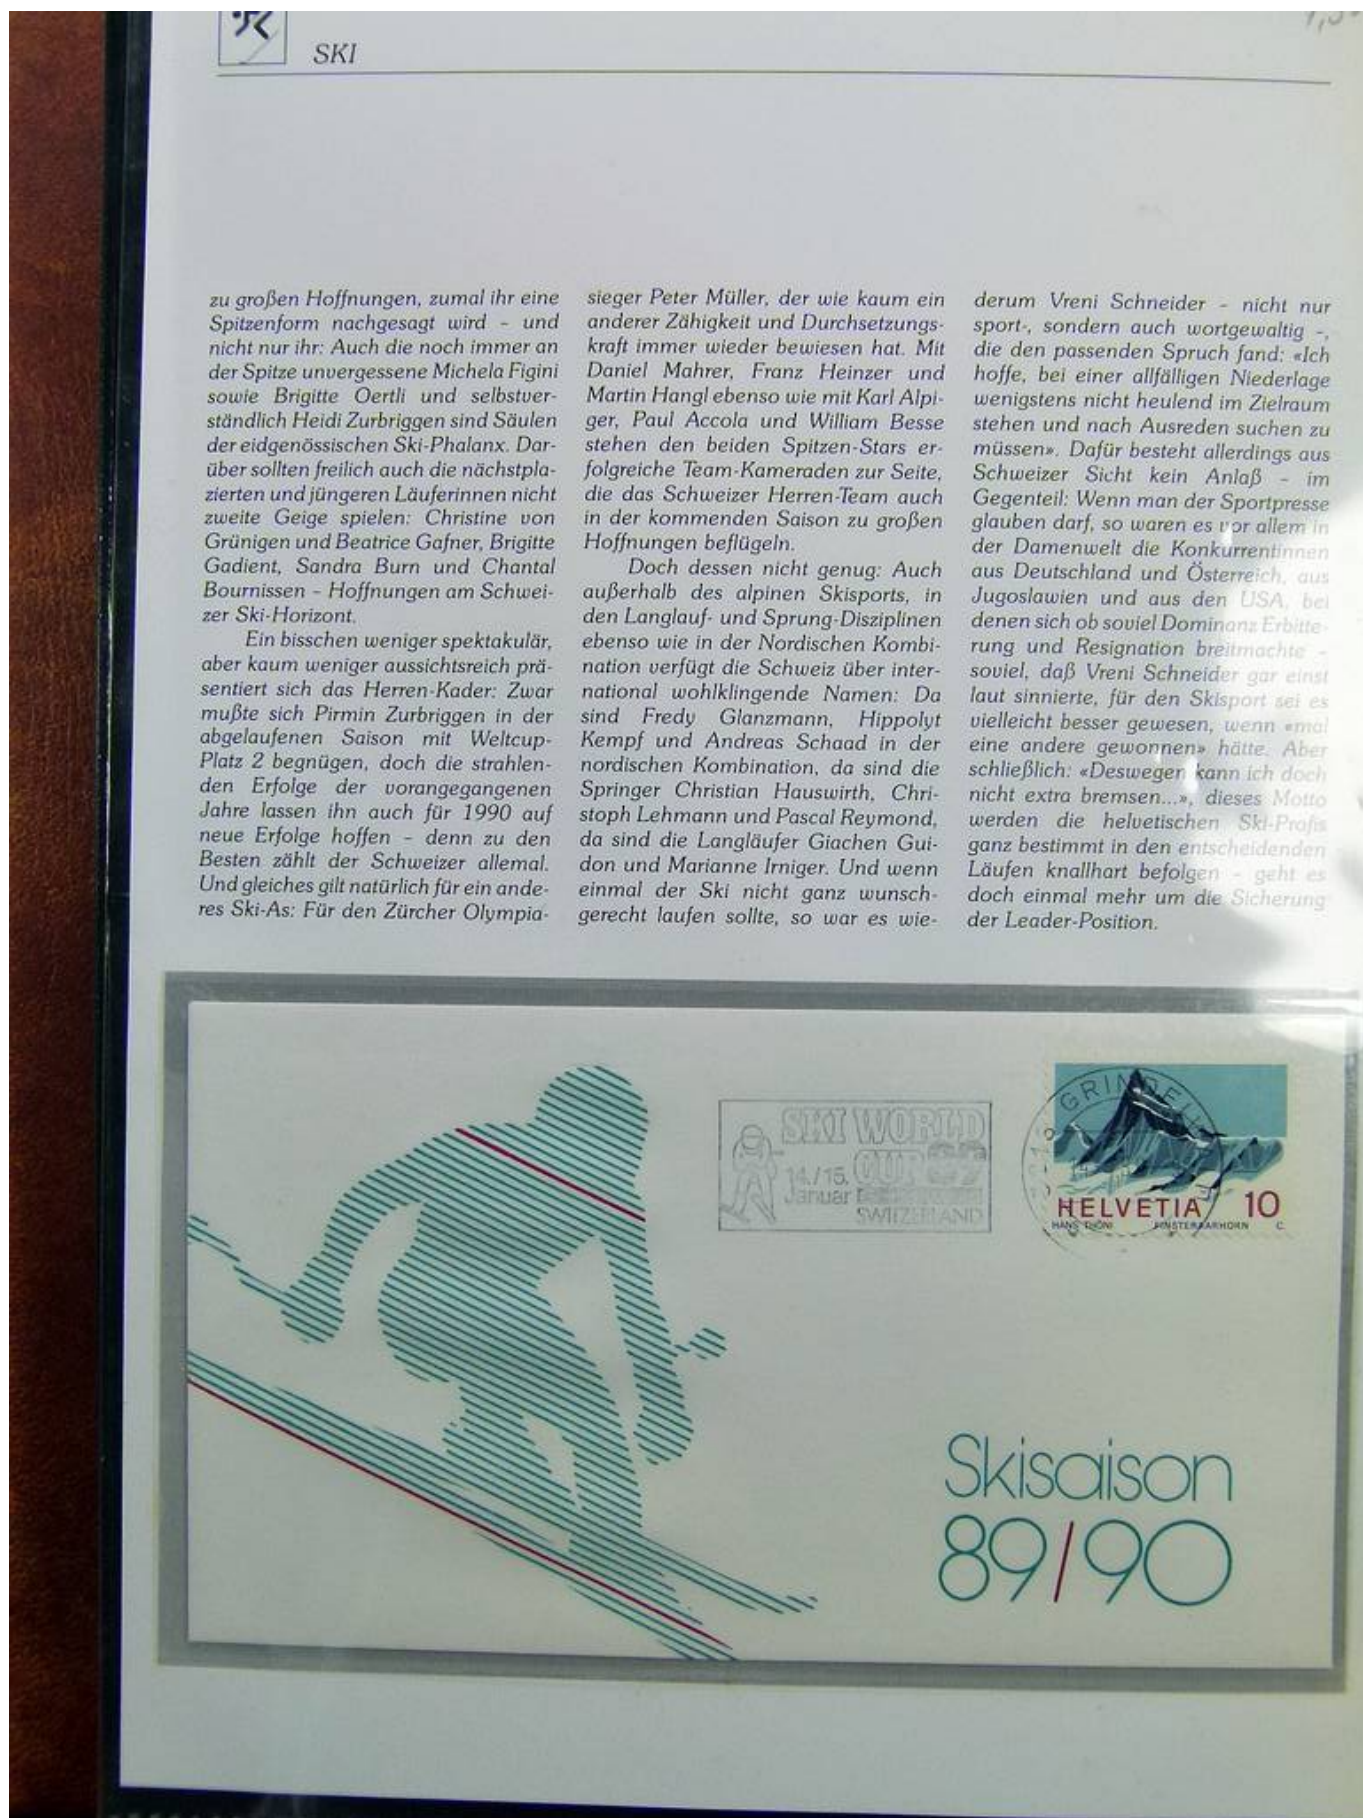 SKI
zu großen Hoffnungen, zumal ihr eine
Spitzenform nachgesagt wird – und
nicht nur ihr: Auch die noch immer an
der Spitze unvergessene Michela Figini
sowie Brigitte Oertli und selbstver-
ständlich Heidi Zurbriggen sind Säulen
der eidgenössischen Ski-Phalanx. Dar-
über sollten freilich auch die nächstpla-
zierten und jüngeren Läuferinnen nicht
zweite Geige spielen: Christine von
Grünigen und Beatrice Gafner, Brigitte
Gadient, Sandra Burn und Chantal
Bournissen – Hoffnungen am Schwei-
zer Ski-Horizont.
Ein bisschen weniger spektakulär,
aber kaum weniger aussichtsreich prä-
sentiert sich das Herren-Kader: Zwar
mußte sich Pirmin Zurbriggen in der
abgelaufenen Saison mit Weltcup-
Platz 2 begnügen, doch die strahlen-
den Erfolge der vorangegangenen
Jahre lassen ihn auch für 1990 auf
neue Erfolge hoffen – denn zu den
Besten zählt der Schweizer allemal.
Und gleiches gilt natürlich für ein ande-
res Ski-As: Für den Zürcher Olympia-
sieger Peter Müller, der wie kaum ein
anderer Zähigkeit und Durchsetzungs-
kraft immer wieder bewiesen hat. Mit
Daniel Mahrer, Franz Heinzer und
Martin Hangl ebenso wie mit Karl Alpi-
ger, Paul Accola und William Besse
stehen den beiden Spitzen-Stars er-
folgreiche Team-Kameraden zur Seite,
die das Schweizer Herren-Team auch
in der kommenden Saison zu großen
Hoffnungen beflügeln.
Doch dessen nicht genug: Auch
außerhalb des alpinen Skisports, in
den Langlauf- und Sprung-Disziplinen
ebenso wie in der Nordischen Kombi-
nation verfügt die Schweiz über inter-
national wohlklingende Namen: Da
sind Fredy Glanzmann, Hippolyt
Kempf und Andreas Schaad in der
nordischen Kombination, da sind die
Springer Christian Hauswirth, Chri-
stoph Lehmann und Pascal Reymond,
da sind die Langläufer Giachen Gui-
don und Marianne Irniger. Und wenn
einmal der Ski nicht ganz wunsch-
gerecht laufen sollte, so war es wie-
derum Vreni Schneider – nicht nur
sport-, sondern auch wortgewaltig –,
die den passenden Spruch fand: «Ich
hoffe, bei einer allfälligen Niederlage
wenigstens nicht heulend im Zielraum
stehen und nach Ausreden suchen zu
müssen». Dafür besteht allerdings aus
Schweizer Sicht kein Anlaß – im
Gegenteil: Wenn man der Sportpresse
glauben darf, so waren es vor allem in
der Damenwelt die Konkurrentinnen
aus Deutschland und Österreich, aus
Jugoslawien und aus den USA, bei
denen sich ob soviel Dominanz Erbitte-
rung und Resignation breitmachte –
soviel, daß Vreni Schneider gar einst
laut sinnierte, für den Skisport sei es
vielleicht besser gewesen, wenn «mal
eine andere gewonnen» hätte. Aber
schließlich: «Deswegen kann ich doch
nicht extra bremsen...», dieses Motto
werden die helvetischen Ski-Profis
ganz bestimmt in den entscheidenden
Läufen knallhart befolgen – geht es
doch einmal mehr um die Sicherung
der Leader-Position.
SKI WORLD
CUP 89
14./15.
Januar
SWITZERLAND
HELVETIA 10
HANS THÖNI FINSTERAARHORN C.
Skisaison
89/90